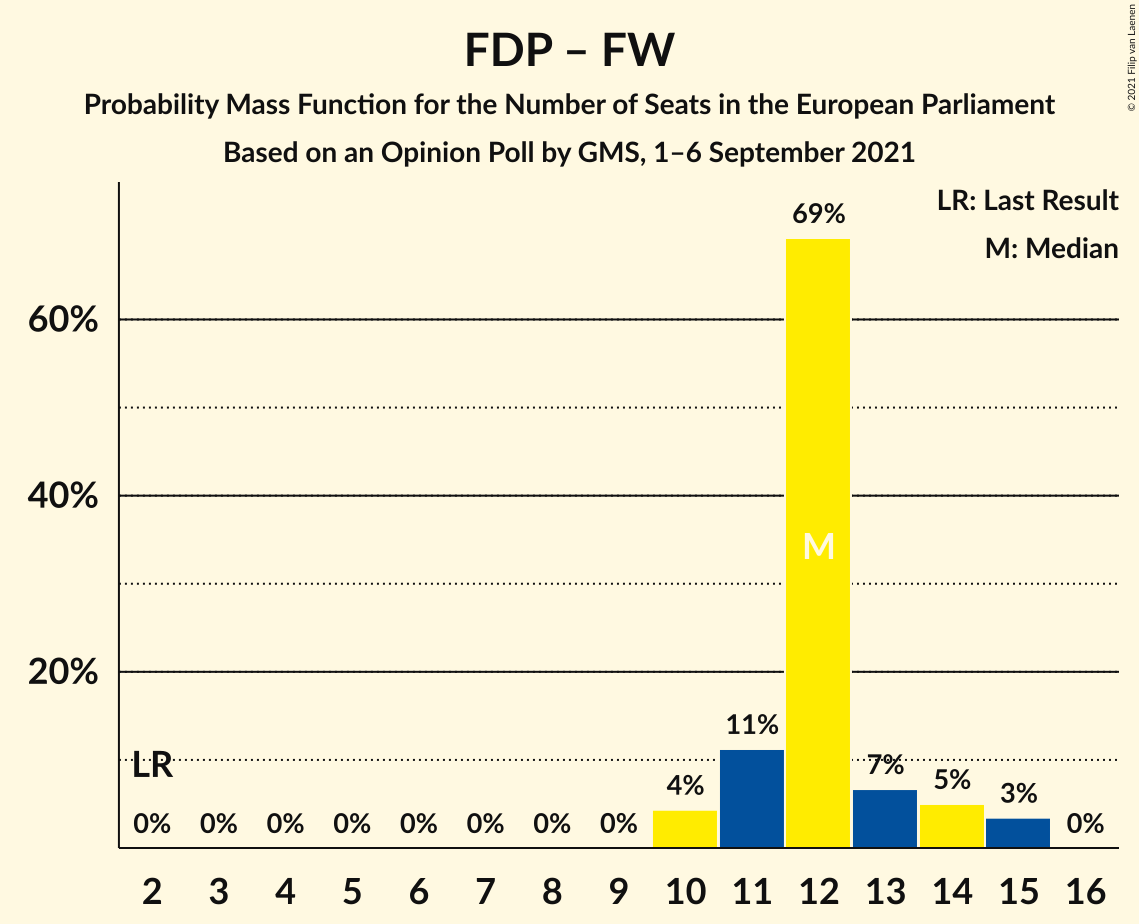 FDP – FW
Probability Mass Function for the Number of Seats in the European Parliament
Based on an Opinion Poll by GMS, 1–6 September 2021
© 2021 Filip van Laenen
LR: Last Result
M: Median
69%
60%
40%
M
20%
11%
LR
7%
4%
5%
3%
0% 0% 0% 0% 0% 0% 0% 0% 0%
2 3 4 5 6 7 8 9 10 11 12 13 14 15 16